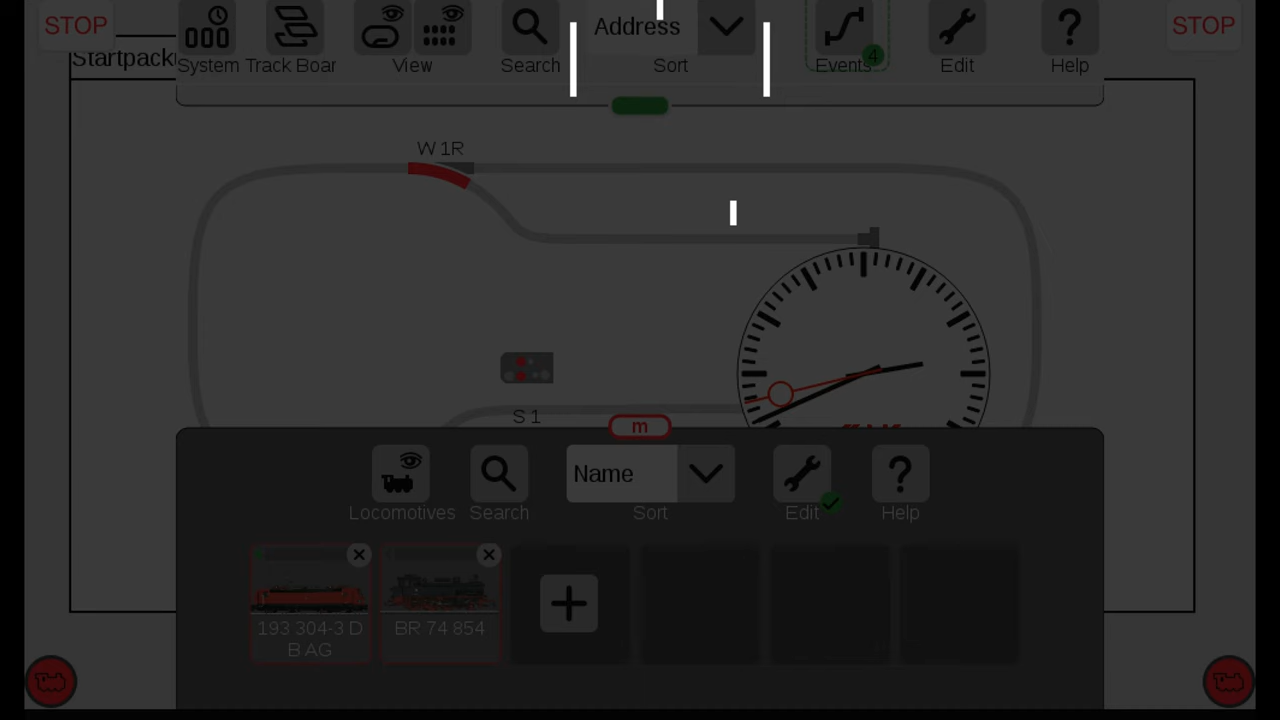 STOP
Address
STOP
Startpack
System
Track Boar
View
Search
Sort
Events
4
Edit
Help
W 1R
S 1
m
Name
Locomotives
Search
Sort
Edit
Help
193 304-3 D
B AG
BR 74 854